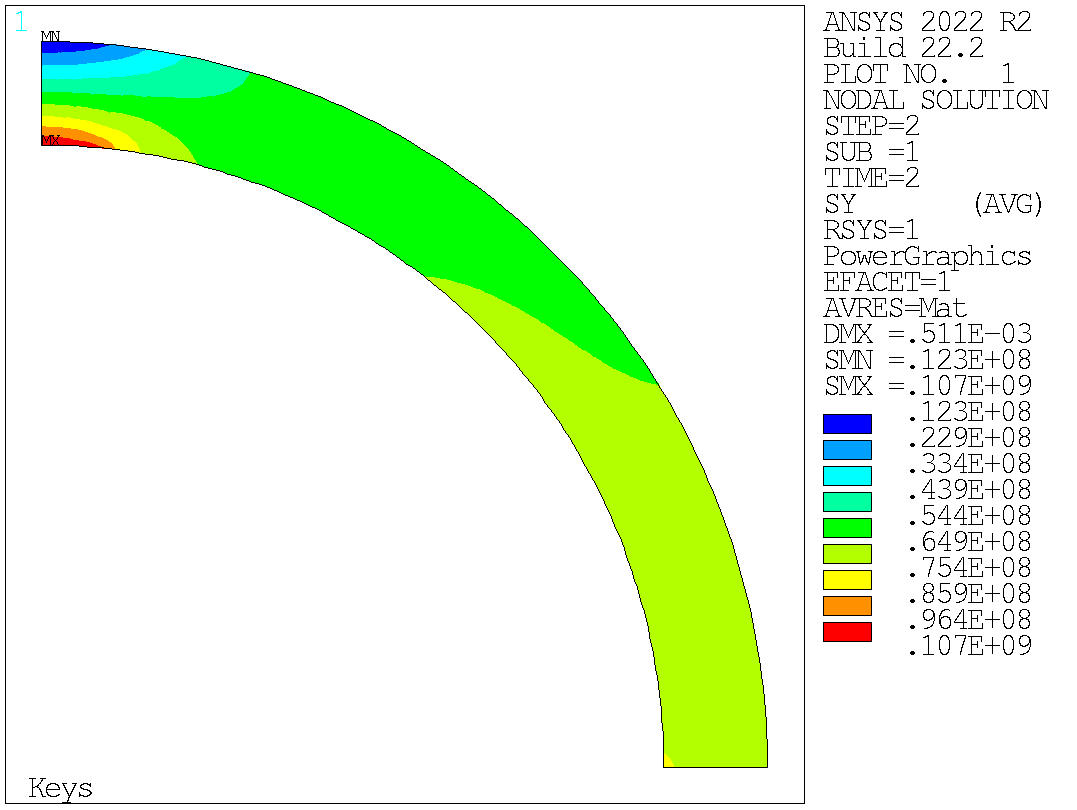 1
MN
MX
Keys
ANSYS 2022 R2
Build 22.2
PLOT NO.   1
NODAL SOLUTION
STEP=2
SUB =1
TIME=2
SY       (AVG)
RSYS=1
PowerGraphics
EFACET=1
AVRES=Mat
DMX =.511E-03
SMN =.123E+08
SMX =.107E+09
.123E+08
.229E+08
.334E+08
.439E+08
.544E+08
.649E+08
.754E+08
.859E+08
.964E+08
.107E+09